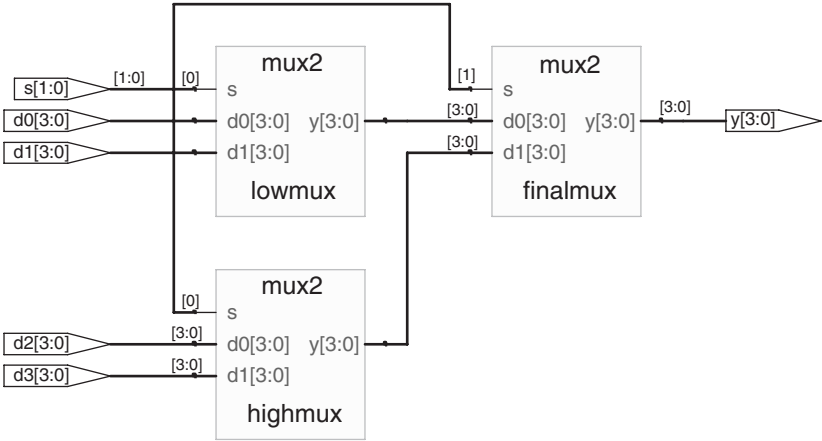 mux2
s[1:0]
[1:0]
[0]
s
d0[3:0]
d0[3:0]
y[3:0]
d1[3:0]
d1[3:0]
lowmux
mux2
[1]
s
[3:0]
d0[3:0]
y[3:0]
[3:0]
y[3:0]
[3:0]
d1[3:0]
finalmux
mux2
[0]
s
d2[3:0]
[3:0]
d0[3:0]
y[3:0]
d3[3:0]
[3:0]
d1[3:0]
highmux